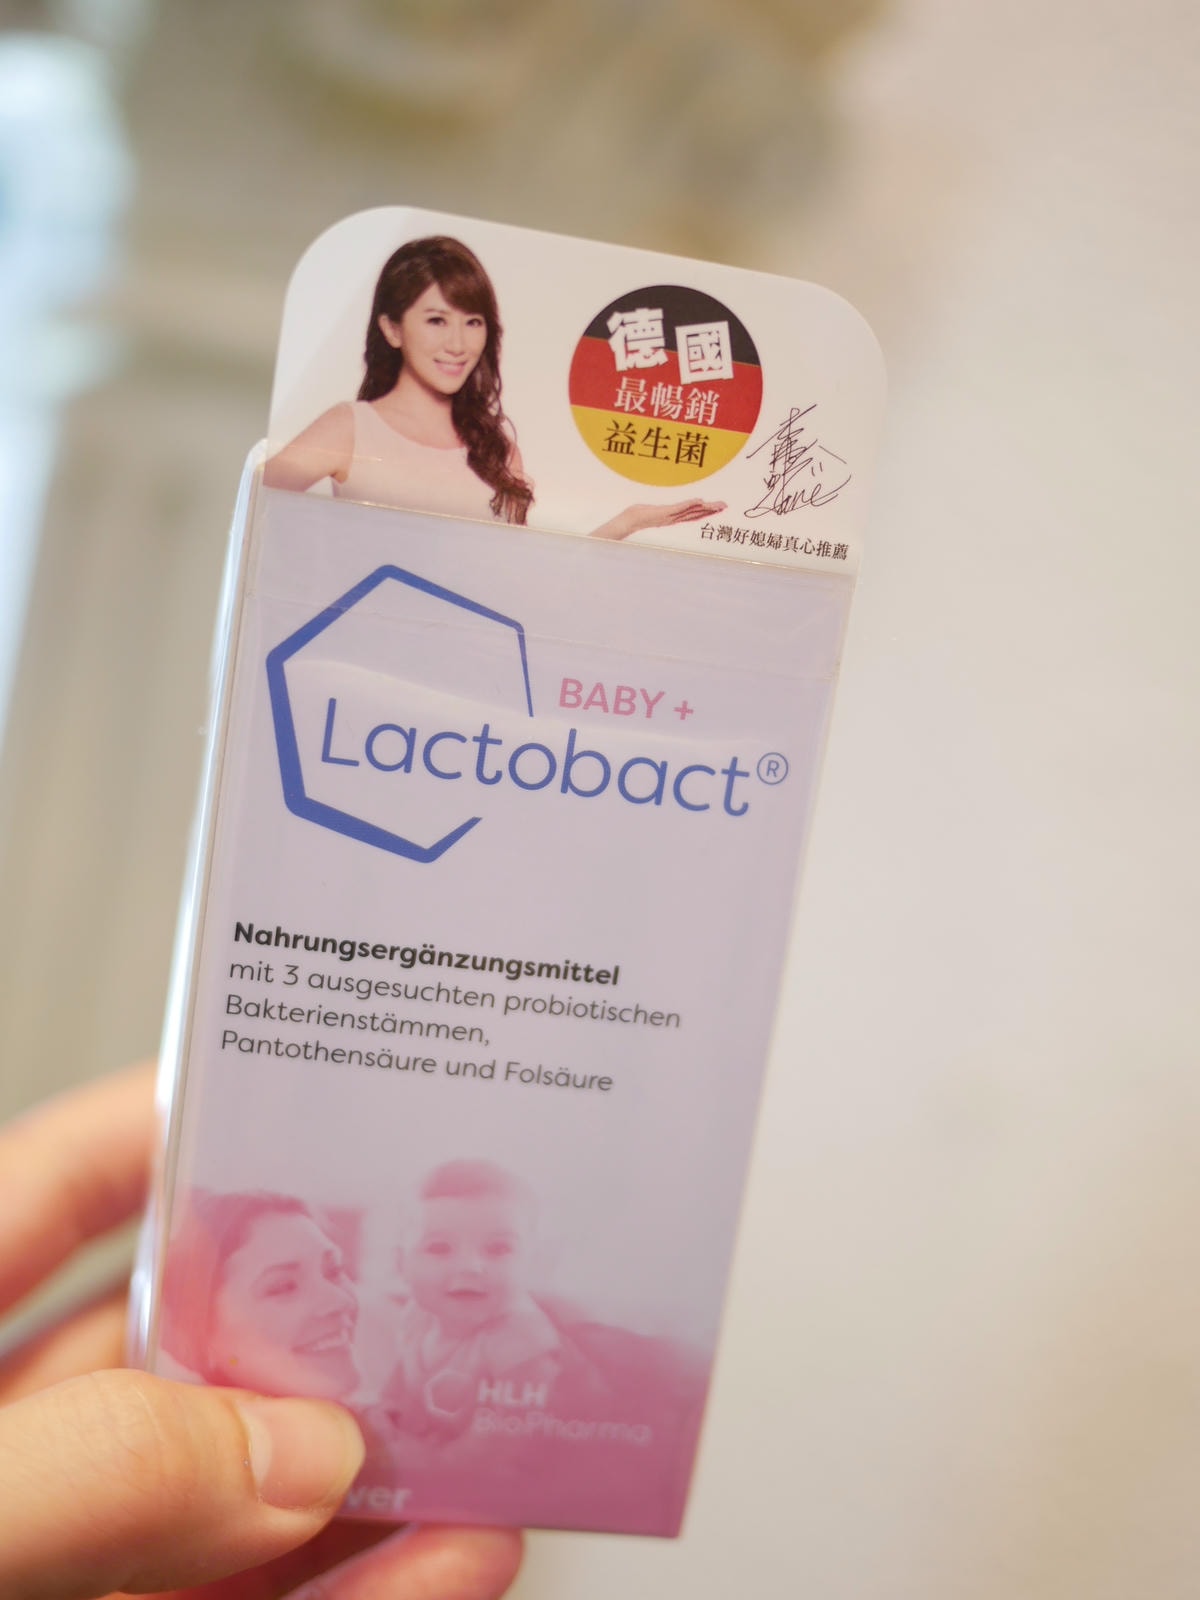 德國
最暢銷
益生菌
Jane
台灣好媳婦真心推薦
BABY +
Lactobact®
Nahrungsergänzungsmittel
mit 3 ausgesuchten probiotischen
Bakterienstämmen,
Pantothensäure und Folsäure
HLH
BioPharma